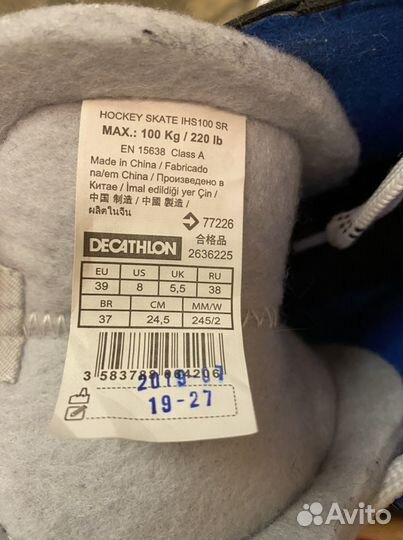 HOCKEY SKATE IHS100 SR
MAX.: 100 Kg / 220 lb
EN 15638 Class A
Made in China / Fabricado
na/em China / Произведено в
Китае / İmal edildiği yer Çin /
中国 制造 / 中國 製造 /
ผลิตในจีน
77226
DECATHLON
合格品
2636225
EU US UK RU
39 8 5,5 38
BR CM MM/W
37 24,5 245/2
2019 07
19-27
Avito